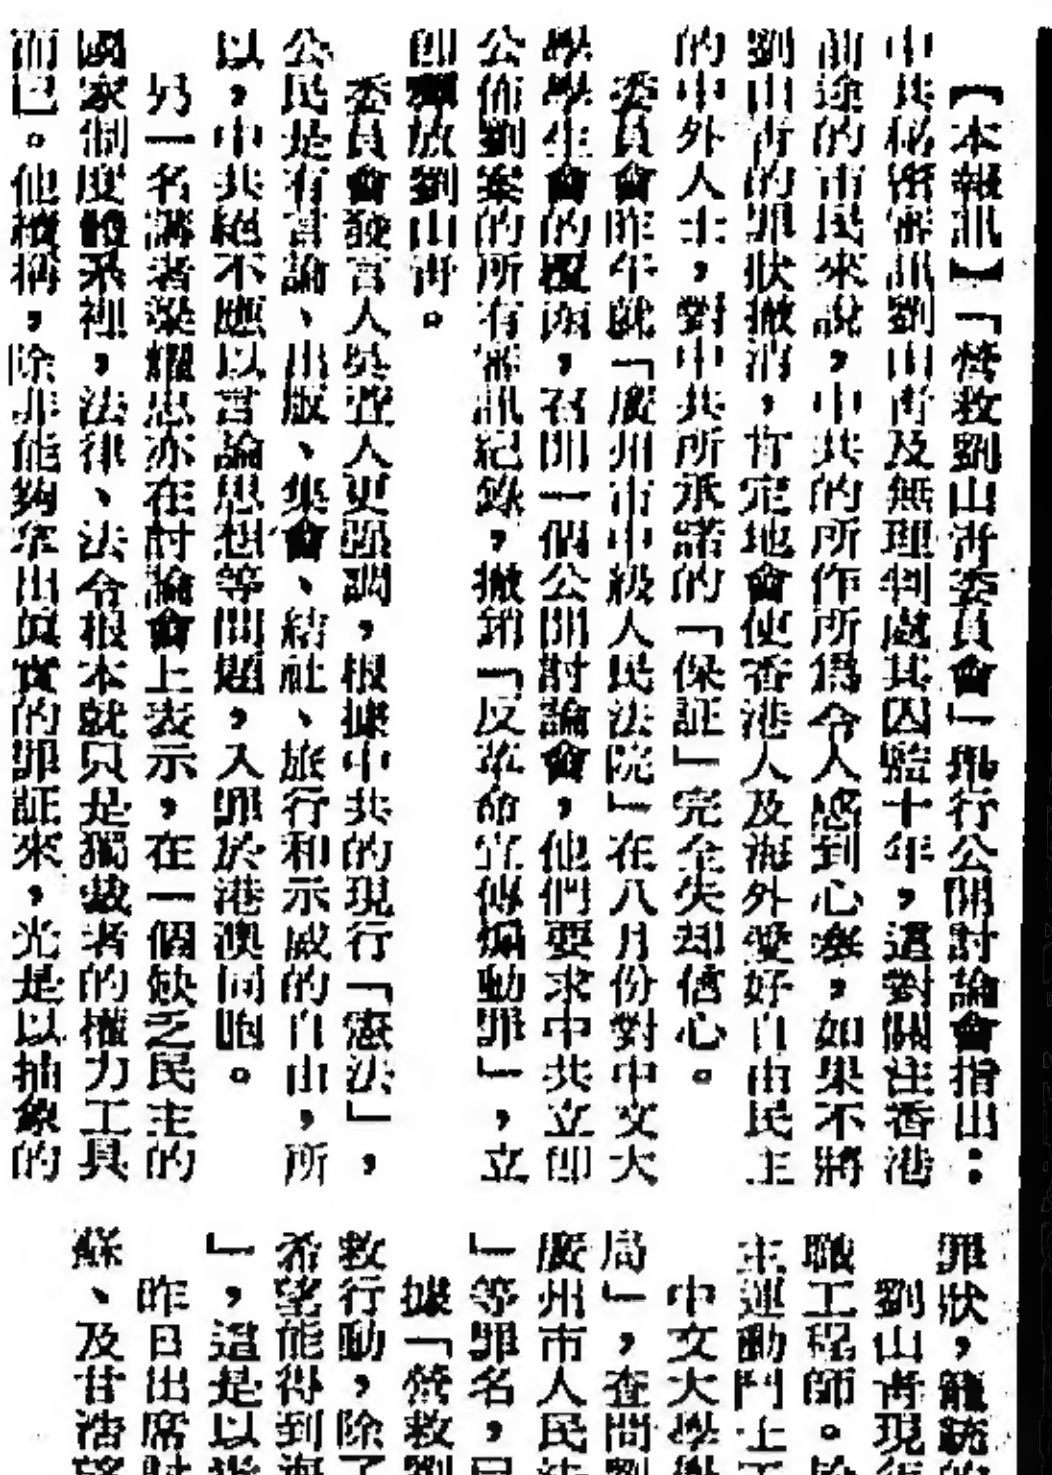 【本報訊】「營救劉山青委員會」舉行公開討論會指出：
中共秘密審訊劉山青及無理判處其囚監十年，這對關注香港
前途的市民來說，中共的所作所爲令人感到心寒，如果不將
劉山青的罪狀撤消，肯定地會使香港人及海外愛好自由民主
的中外人士，對中共所承諾的「保証」完全失却信心。
委員會昨午就「廣州市中級人民法院」在八月份對中文大
學學生會的覆函，召開一個公開討論會，他們要求中共立即
公佈劉案的所有審訊紀錄，撤銷「反革命宣傳煽動罪」，立
即釋放劉山青。
委員會發言人吳萱人更强調，根據中共的現行「憲法」，
公民是有言論、出版、集會、結社、旅行和示威的自由，所
以，中共絕不應以言論思想等問題，入罪於港澳同胞。
另一名講者梁耀忠亦在討論會上表示，在一個缺乏民主的
國家制度體系裡，法律、法令根本就只是獨裁者的權力工具
而已。他續稱，除非能夠拿出眞實的罪証來，光是以抽象的
罪狀，籠統的
劉山青現年
職工程師。
主運動鬥士
中文大學學
局」，查問劉
廣州市人民法
」等罪名，已
據「營救劉
救行動，除了
希望能得到海
」，這是以
昨日出席討
蘇、及甘浩望